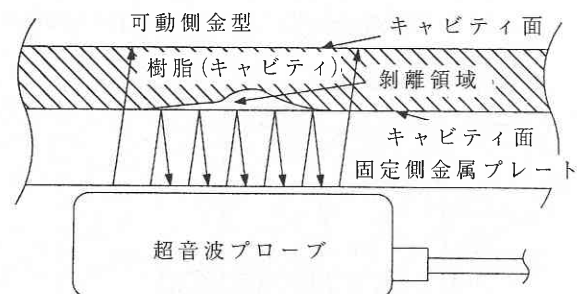 可動側金型
キャビティ面
樹脂(キャビティ)
剝離領域
キャビティ面
固定側金属プレート
超音波プローブ